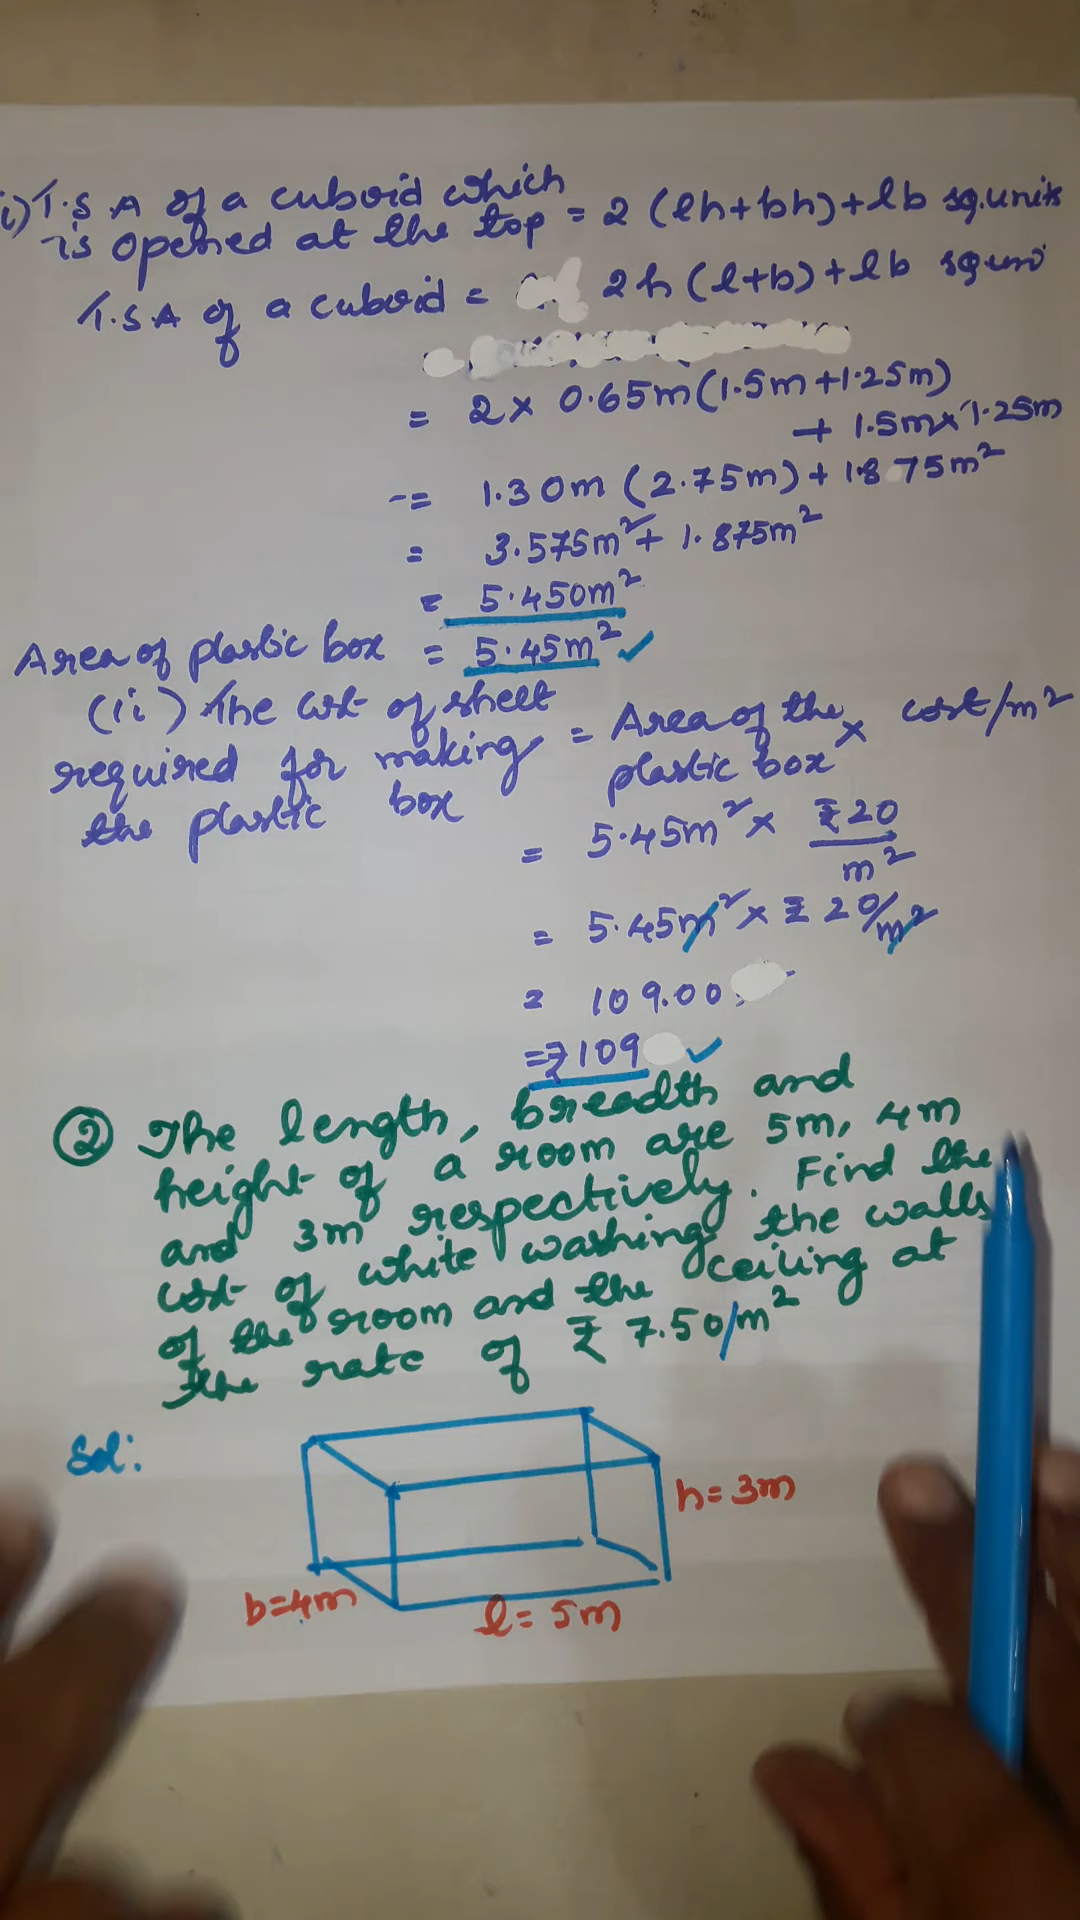 i) T.S.A of a cuboid which
is opened at the top = 2 (lh+bh)+lb sq.units
T.S.A of a cuboid = 2h (l+b)+lb
= 2 × 0.65m (1.5m+1.25m)
+ 1.5m×1.25m
= 1.30m (2.75m) + 1.875m²
= 3.575m² + 1.875m²
= 5.450m²
Area of plastic box = 5.45m² ✓
(ii) The cost of sheet
required for making = Area of the × cost/m²
the plastic box plastic box
= 5.45m² × ₹20/m²
= 5.45m² × ₹20/m²
= 109.00
= ₹109 ✓
② The length, breadth and
height of a room are 5m, 4m
and 3m respectively. Find the
cost of white washing the walls
of the room and the ceiling at
the rate of ₹ 7.50/m²
Sol:
h=3m
b=4m
l=5m